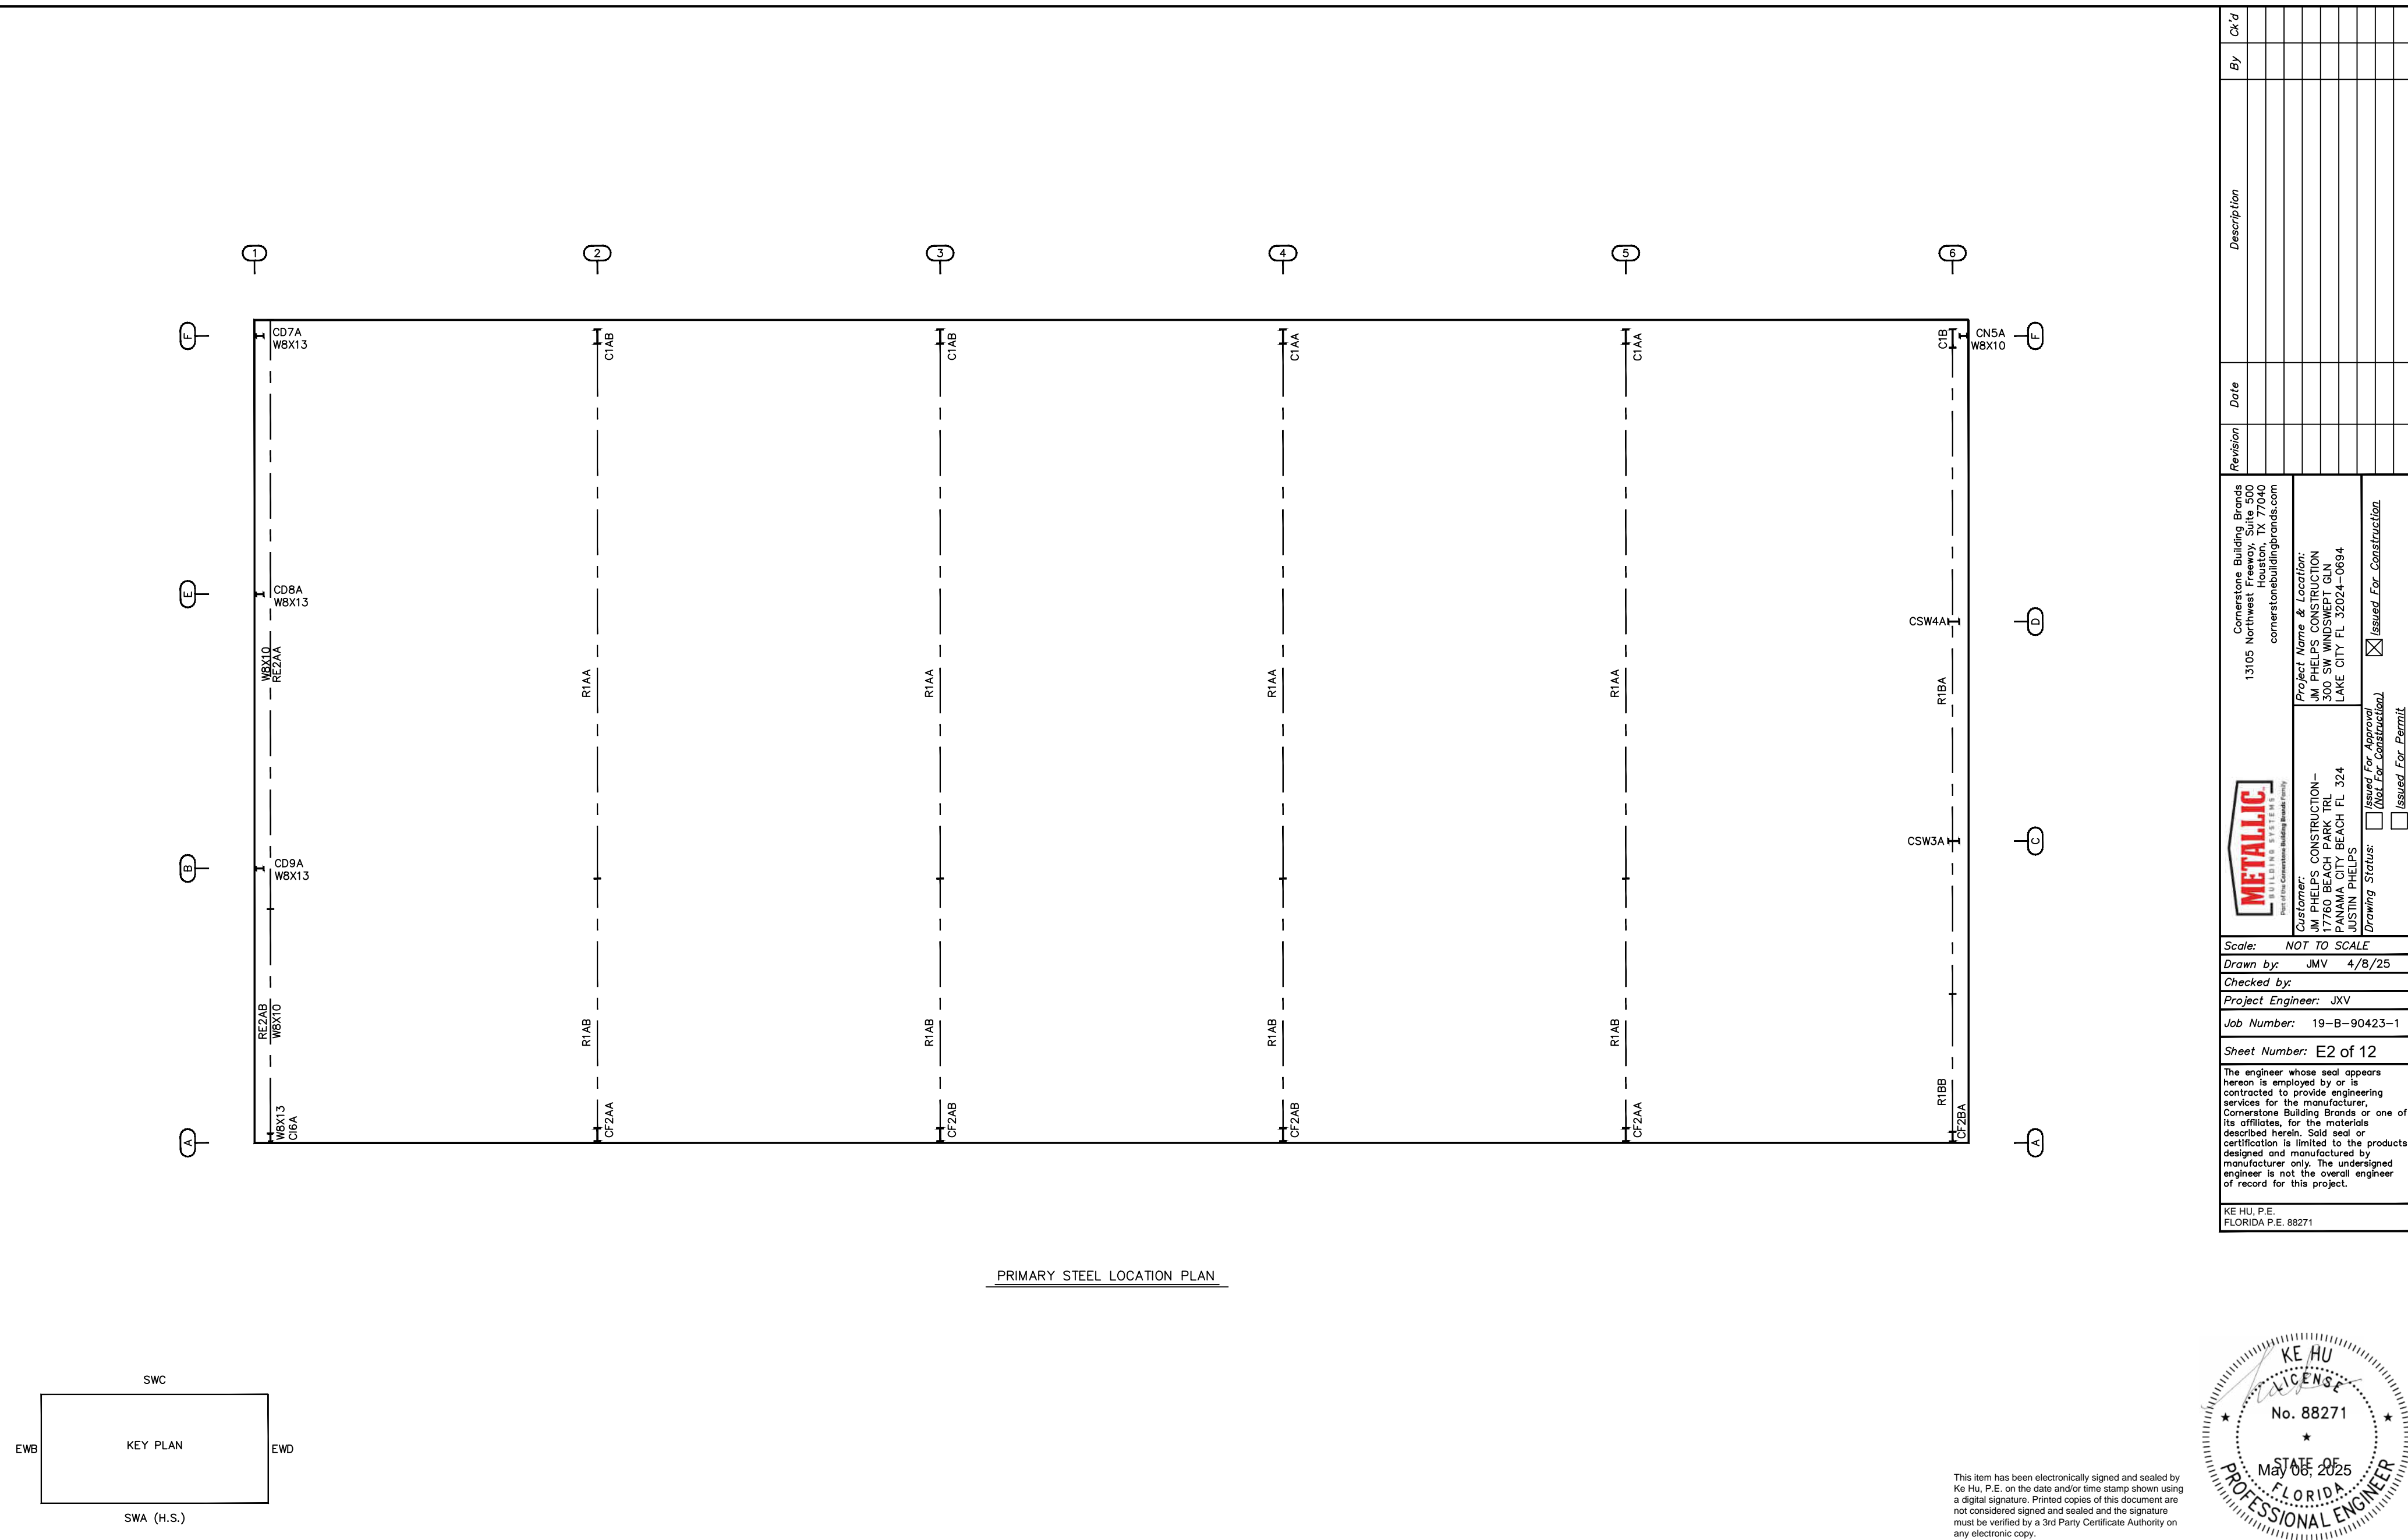 1
2
3
4
5
6
F
CD7A
W8X13
C1AB
C1AB
C1AA
C1AA
C1B
CN5A
W8X10
F
E
CD8A
W8X13
CSW4A
D
W8X10
RE2AA
R1AA
R1AA
R1AA
R1AA
R1BA
CSW3A
C
B
CD9A
W8X13
RE2AB
W8X10
R1AB
R1AB
R1AB
R1AB
R1BB
W8X13
CI6A
CF2AA
CF2AB
CF2AB
CF2AA
CF2BA
A
A
PRIMARY STEEL LOCATION PLAN
SWC
EWB
KEY PLAN
EWD
SWA (H.S.)
Revision
Date
Description
By
Ck'd
METALLIC
BUILDING SYSTEMS
Part of the Cornerstone Building Brands Family
Cornerstone Building Brands
13105 Northwest Freeway, Suite 500
Houston, TX 77040
cornerstonebuildingbrands.com
Customer:
JM PHELPS CONSTRUCTION-
17760 BEACH PARK TRL
PANAMA CITY BEACH FL 324
JUSTIN PHELPS
Project Name & Location:
JM PHELPS CONSTRUCTION
300 SW WINDSWEPT GLN
LAKE CITY FL 32024-0694
Drawing Status:
Issued For Approval
(Not For Construction)
Issued For Construction
Issued For Permit
Scale: NOT TO SCALE
Drawn by: JMV 4/8/25
Checked by:
Project Engineer: JXV
Job Number: 19-B-90423-1
Sheet Number: E2 of 12
The engineer whose seal appears
hereon is employed by or is
contracted to provide engineering
services for the manufacturer,
Cornerstone Building Brands or one of
its affiliates, for the materials
described herein. Said seal or
certification is limited to the products
designed and manufactured by
manufacturer only. The undersigned
engineer is not the overall engineer
of record for this project.
KE HU, P.E.
FLORIDA P.E. 88271
This item has been electronically signed and sealed by
Ke Hu, P.E. on the date and/or time stamp shown using
a digital signature. Printed copies of this document are
not considered signed and sealed and the signature
must be verified by a 3rd Party Certificate Authority on
any electronic copy.
KE HU
LICENSE
No. 88271
STATE OF
May 06, 2025
FLORIDA
PROFESSIONAL ENGINEER